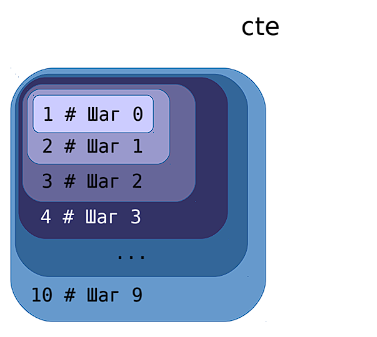 cte
1 # Шаг 0
2 # Шаг 1
3 # Шаг 2
4 # Шаг 3
...
10 # Шаг 9